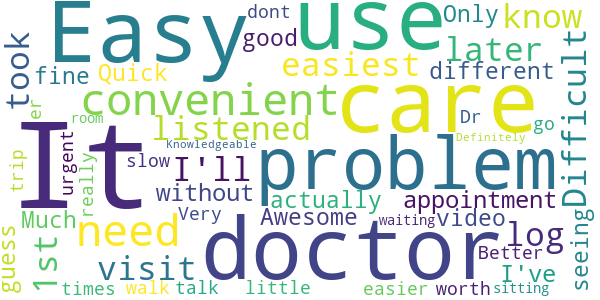 It
Easy
use
care
doctor
problem
convenient
need
Difficult
visit
log
1st
took
know
later
easiest
listened
I'll
good
dont
Only
different
fine
Quick
Dr
go
er
room
trip
urgent
really
slow
Knowledgeable
Definitely
without
actually
appointment
Very
Awesome
waiting
video
Much
guess
times
walk
talk
little
easier
worth
Better
sitting
I've
seeing